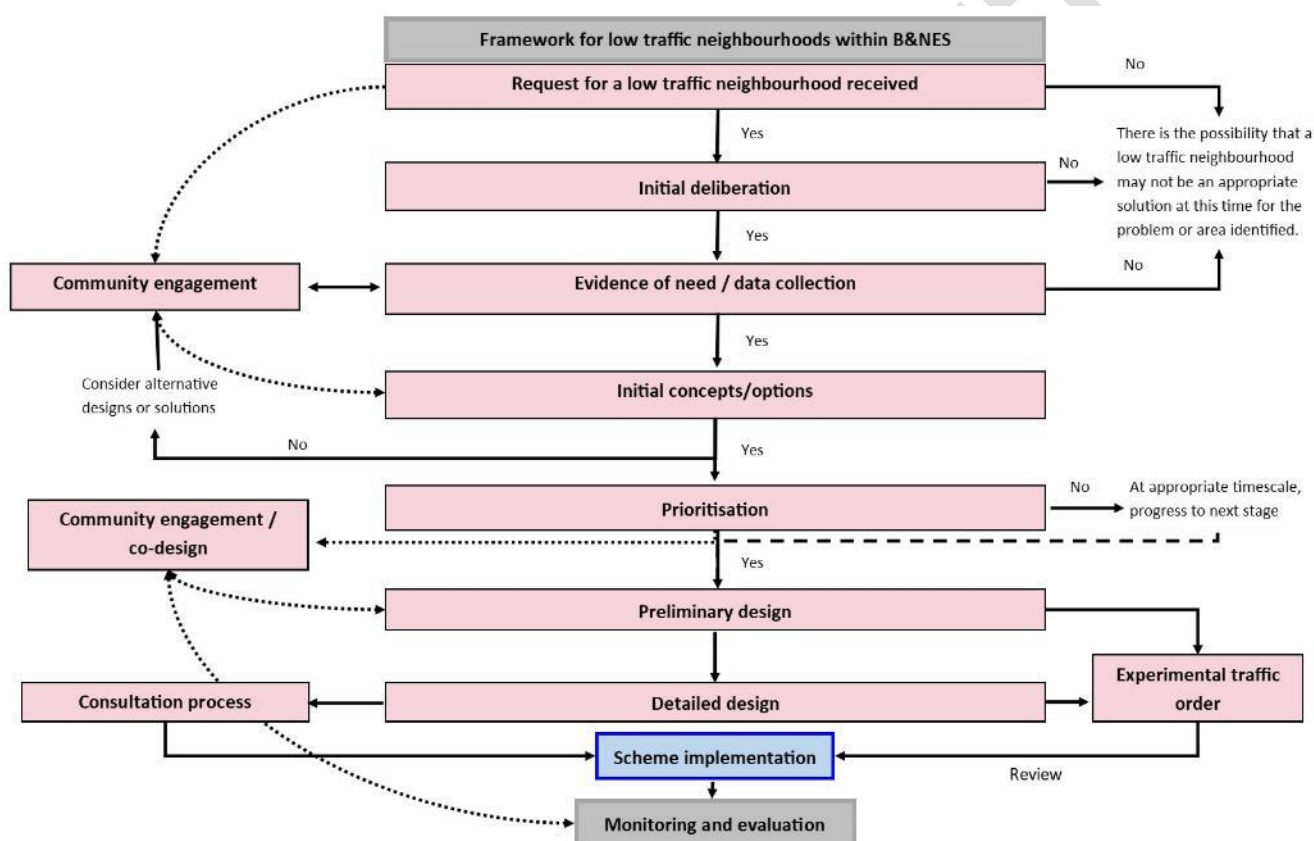 Framework for low traffic neighbourhoods within B&NES
Request for a low traffic neighbourhood received
No
Yes
There is the possibility that a
low traffic neighbourhood
may not be an appropriate
solution at this time for the
problem or area identified.
Initial deliberation
No
Yes
Community engagement
Evidence of need / data collection
No
Yes
Consider alternative
designs or solutions
Initial concepts/options
No
Yes
Prioritisation
No
At appropriate timescale,
progress to next stage
Community engagement /
co-design
Yes
Preliminary design
Experimental traffic
order
Consultation process
Detailed design
Scheme implementation
Review
Monitoring and evaluation